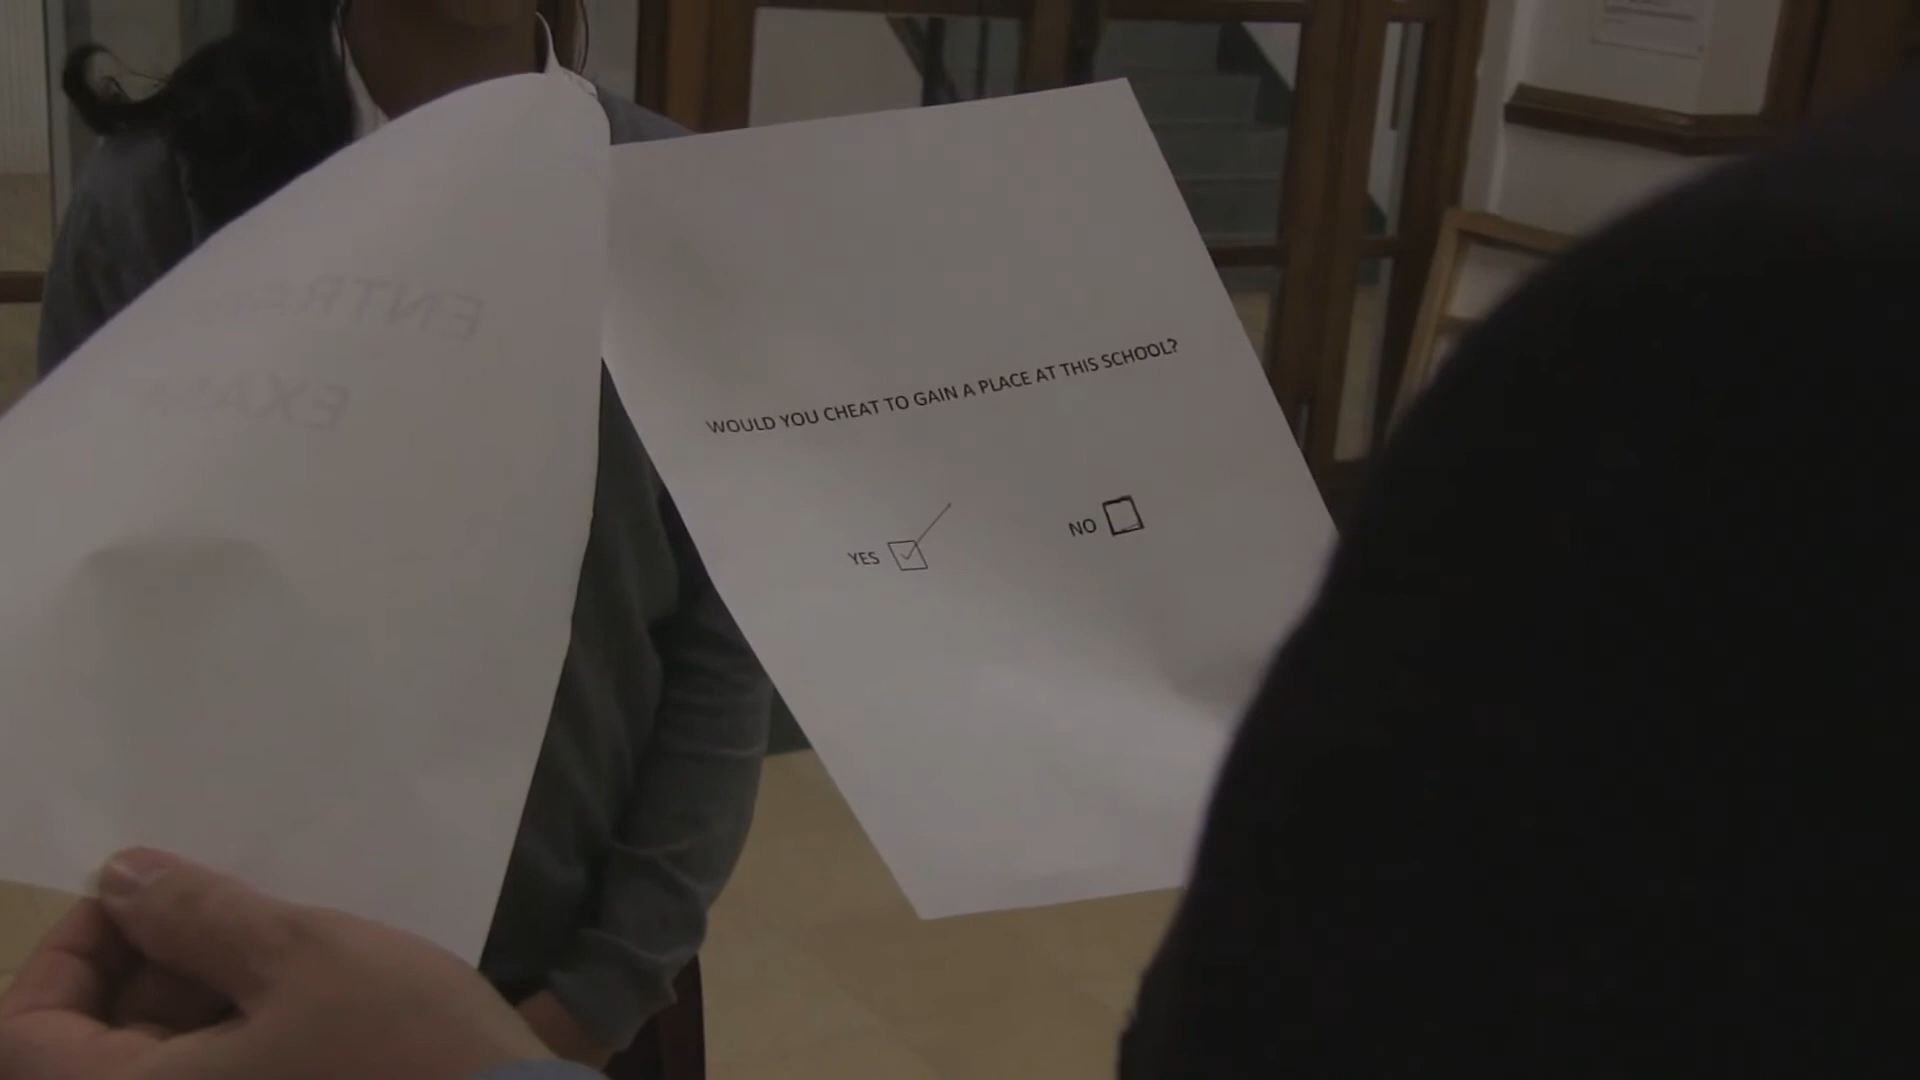 WOULD YOU CHEAT TO GAIN A PLACE AT THIS SCHOOL?
YES
NO